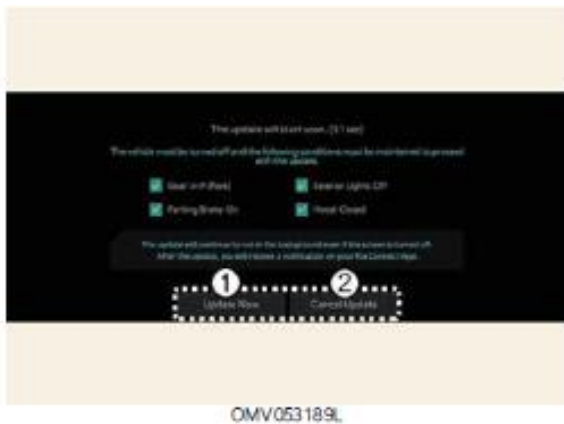 The update will start soon. (51 sec)
The vehicle must be turned off and the following conditions must be maintained to proceed
with the update.
Gear in P (Park)
Exterior Lights Off
Parking Brake On
Hood Closed
The update will continue to run in the background even if the screen is turned off.
After the update, you will receive a notification on your Kia Connect App.
1
2
Update Now
Cancel Update
OMV053189L